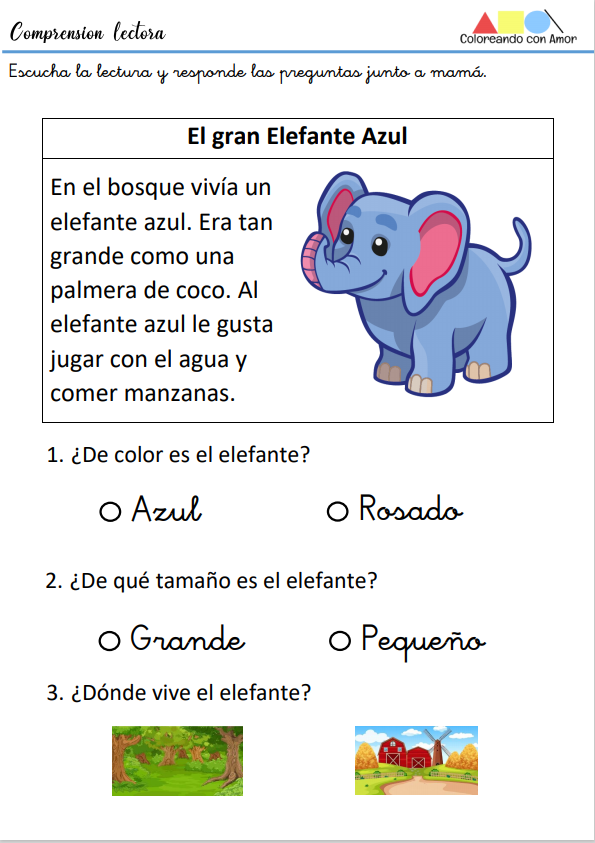 Comprension lectora
Coloreando con Amor
Escucha la lectura y responde las preguntas junto a mamá.
El gran Elefante Azul
En el bosque vivía un
elefante azul. Era tan
grande como una
palmera de coco. Al
elefante azul le gusta
jugar con el agua y
comer manzanas.
1. ¿De color es el elefante?
Azul
Rosado
2. ¿De qué tamaño es el elefante?
Grande
Pequeño
3. ¿Dónde vive el elefante?